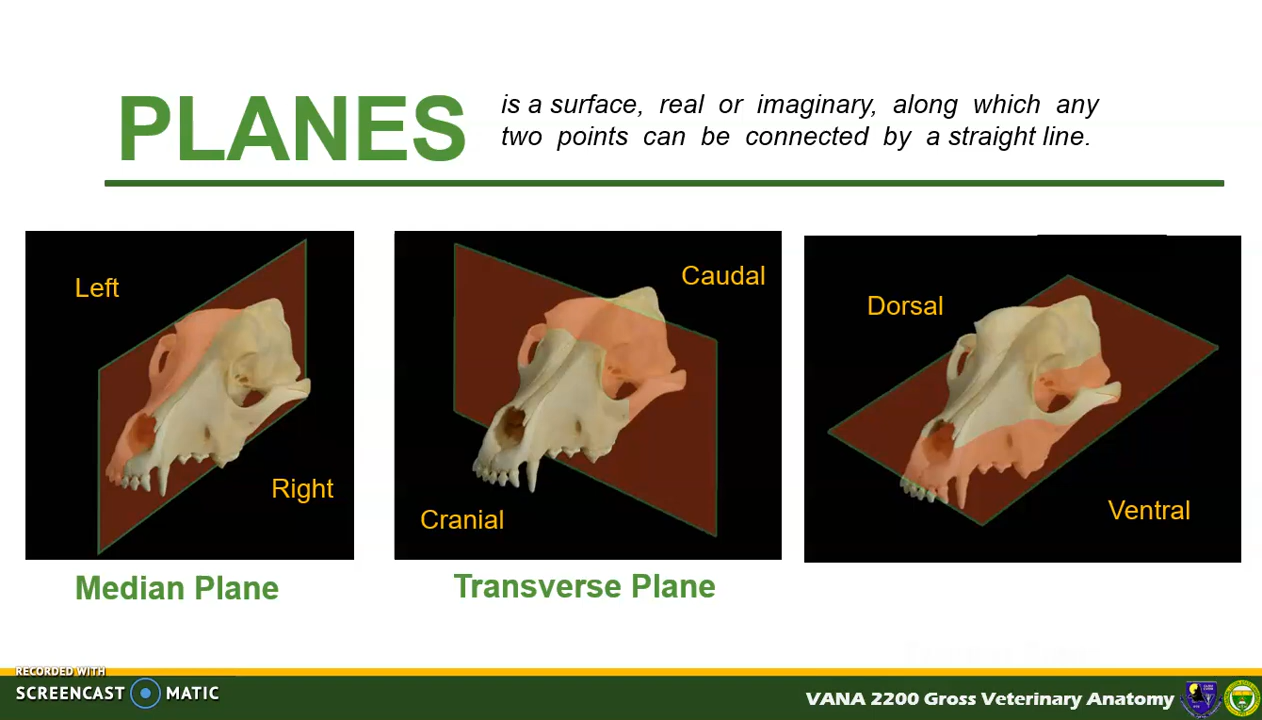 PLANES
is a surface, real or imaginary, along which any
two points can be connected by a straight line.
Left
Right
Median Plane
Caudal
Cranial
Transverse Plane
Dorsal
Ventral
RECORDED WITH
SCREENCAST MATIC
VANA 2200 Gross Veterinary Anatomy